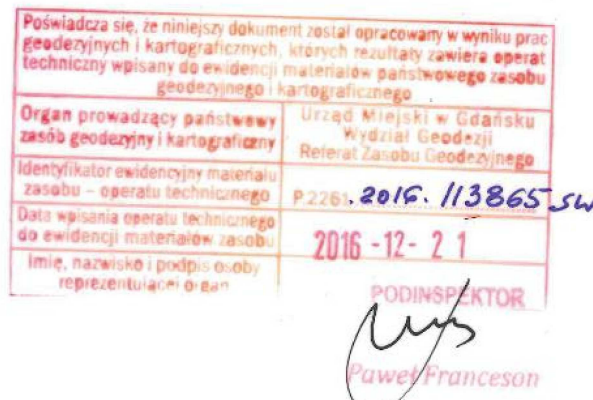 Poświadcza się, że niniejszy dokument został opracowany w wyniku prac
geodezyjnych i kartograficznych, których rezultaty zawiera operat
techniczny wpisany do ewidencji materiałów państwowego zasobu
geodezyjnego i kartograficznego
Organ prowadzący państwowy
zasób geodezyjny i kartograficzny
Urząd Miejski w Gdańsku
Wydział Geodezji
Referat Zasobu Geodezyjnego
Identyfikator ewidencyjny materiału
zasobu – operatu technicznego
P.2261.2016.113865 SW
Data wpisania operatu technicznego
do ewidencji materiałów zasobu
2016 -12- 2 1
Imię, nazwisko i podpis osoby
reprezentującej organ
PODINSPEKTOR
Paweł Franceson